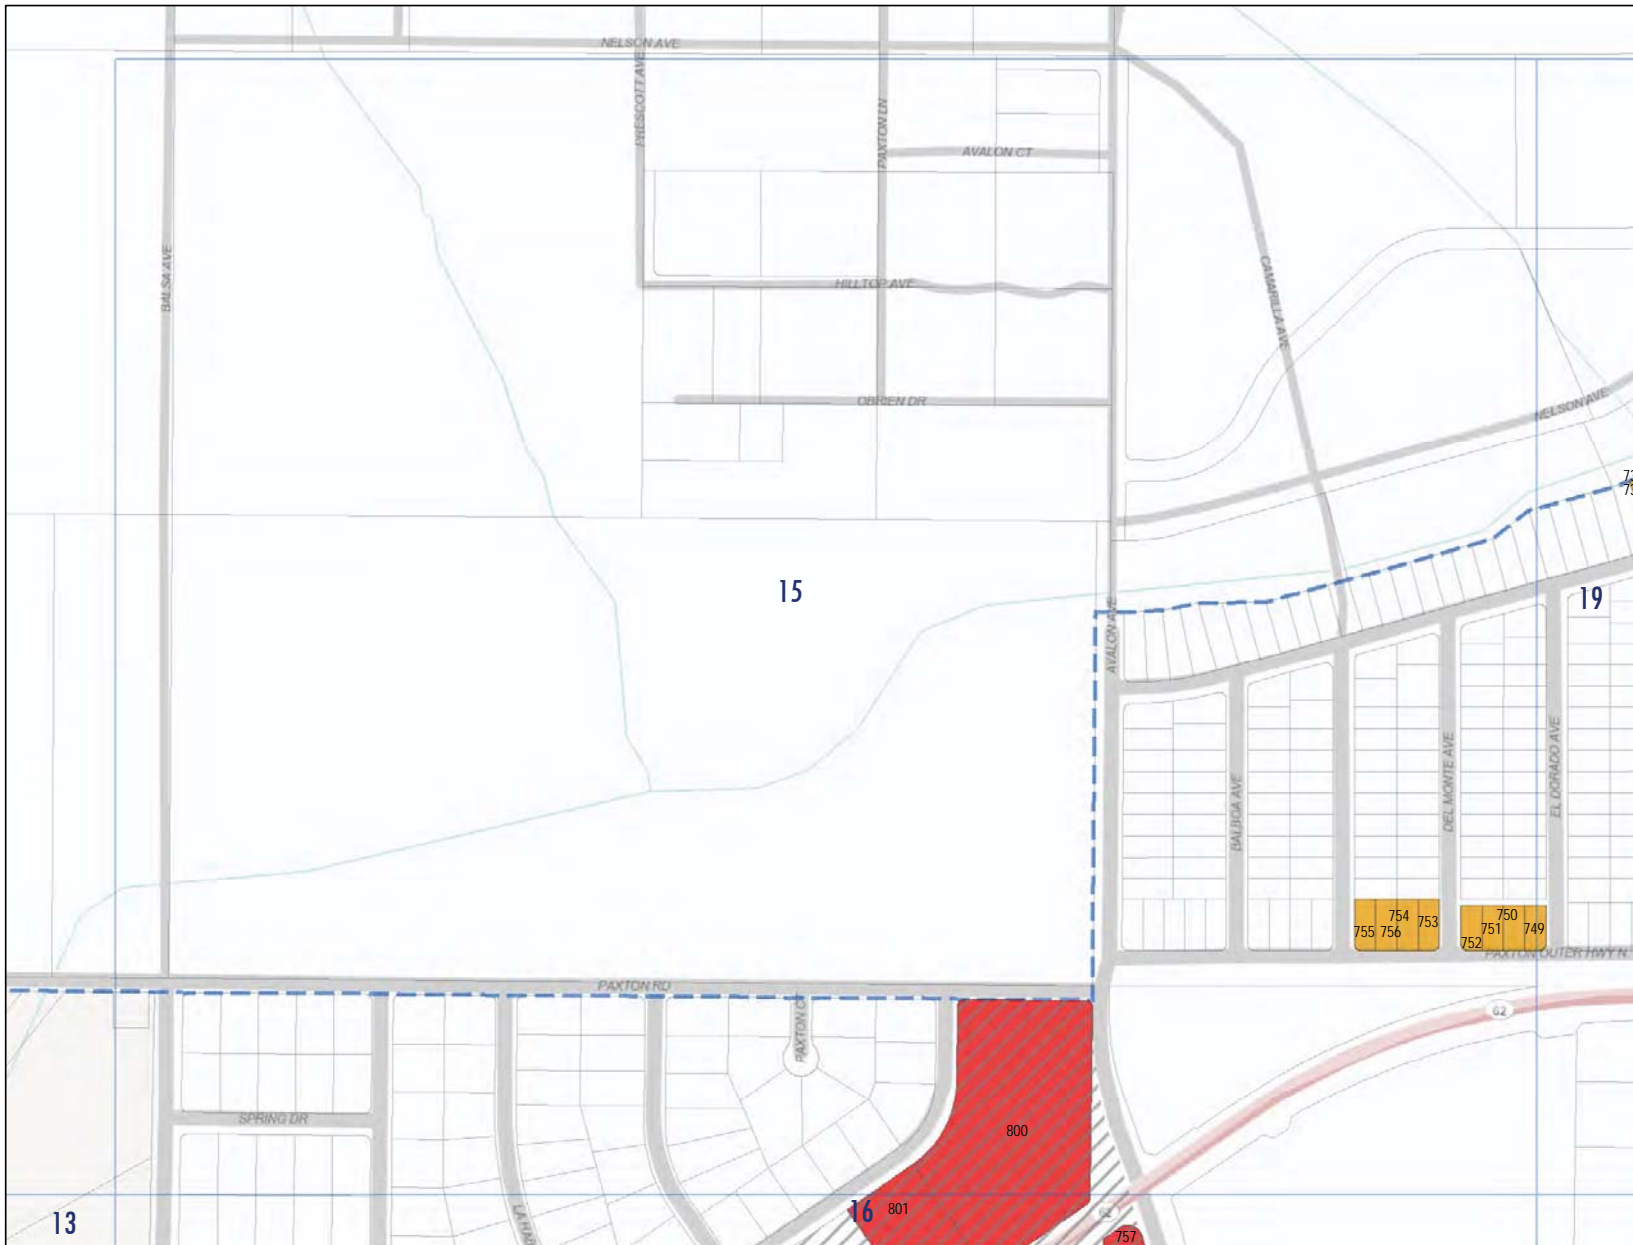 NELSON AVE
PRESCOTT AVE
PAXTON LN
AVALON CT
BALSA AVE
HILLTOP AVE
CAMARILLA AVE
OBRIEN DR
NELSON AVE
15
19
AVALON AVE
BALBOA AVE
DEL MONTE AVE
EL DORADO AVE
754
753
755
756
750
751
749
752
PAXTON OUTER HWY N
PAXTON RD
PAXTON C
62
SPRING DR
800
801
16
13
62
757